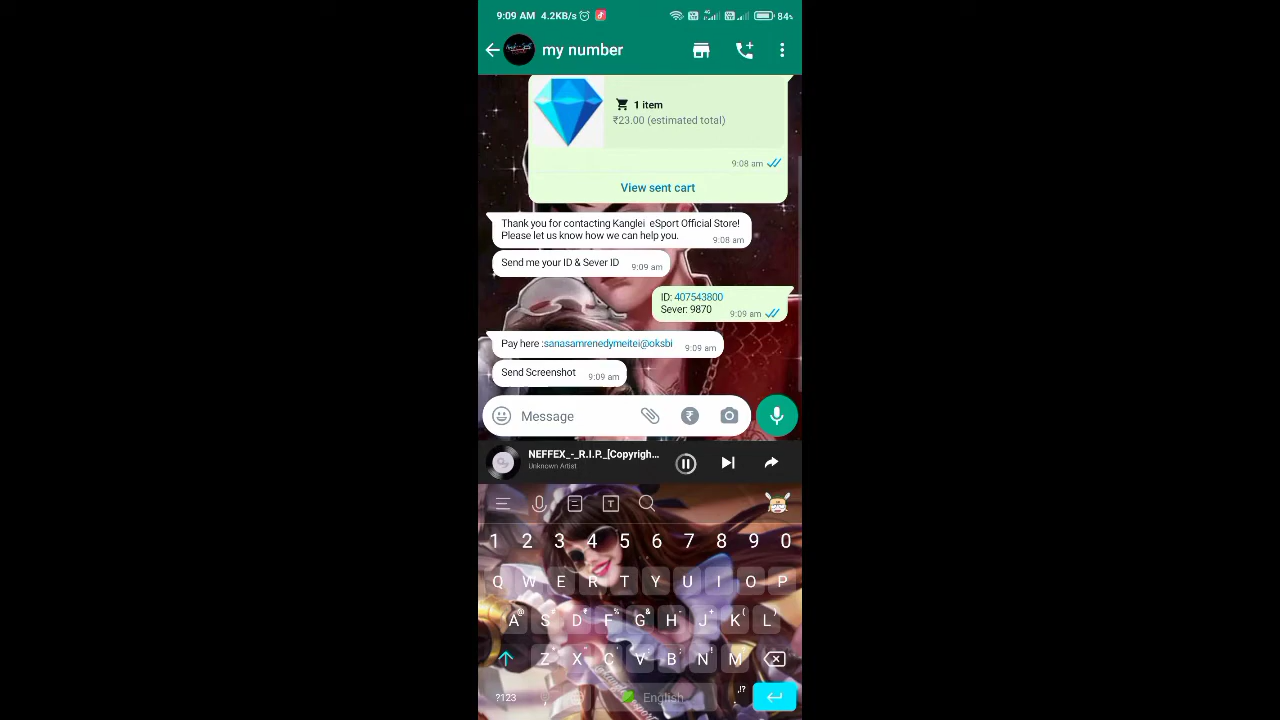 9:09 AM 4.2KB/s 84%
my number
1 item
₹23.00 (estimated total)
9:08 am
View sent cart
Thank you for contacting Kanglei eSport Official Store!
Please let us know how we can help you.
9:08 am
Send me your ID & Sever ID
9:09 am
ID: 407543800
Sever: 9870
9:09 am
Pay here :sanasamrenedymeitei@oksbi
9:09 am
Send Screenshot
9:09 am
Message
NEFFEX_-_R.I.P._[Copyrigh...
Unknown Artist
1 2 3 4 5 6 7 8 9 0
Q W E R T Y U I O P
A S D F G H J K L
Z X C V B N M
?123 , English .